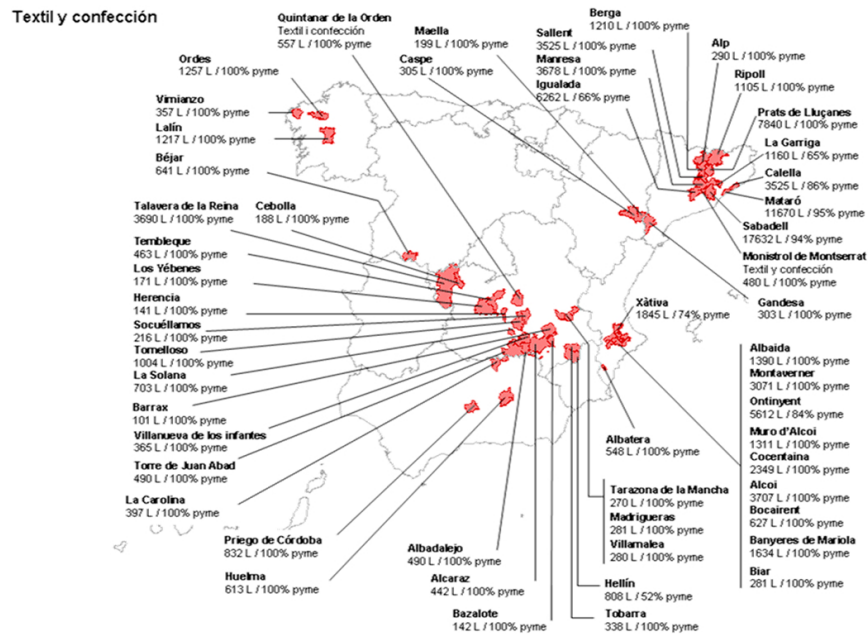 Textil y confección
Quintanar de la Orden
Textil i confección
557 L / 100% pyme
Maella
199 L / 100% pyme
Caspe
305 L / 100% pyme
Sallent
3525 L / 100% pyme
Manresa
3678 L / 100% pyme
Igualada
6262 L / 66% pyme
Berga
1210 L / 100% pyme
Alp
290 L / 100% pyme
Ripoll
1105 L / 100% pyme
Prats de Lluçanes
7840 L / 100% pyme
La Garriga
1160 L / 65% pyme
Calella
3525 L / 86% pyme
Mataró
11670 L / 95% pyme
Sabadell
17632 L / 94% pyme
Monistrol de Montserrat
Textil y confección
480 L / 100% pyme
Gandesa
303 L / 100% pyme
Ordes
1257 L / 100% pyme
Vimianzo
357 L / 100% pyme
Lalín
1217 L / 100% pyme
Béjar
641 L / 100% pyme
Talavera de la Reina
3690 L / 100% pyme
Cebolla
188 L / 100% pyme
Tembleque
463 L / 100% pyme
Los Yébenes
171 L / 100% pyme
Herencia
141 L / 100% pyme
Socuéllamos
216 L / 100% pyme
Tomelloso
1004 L / 100% pyme
La Solana
703 L / 100% pyme
Barrax
101 L / 100% pyme
Villanueva de los infantes
365 L / 100% pyme
Torre de Juan Abad
490 L / 100% pyme
La Carolina
397 L / 100% pyme
Priego de Córdoba
832 L / 100% pyme
Huelma
613 L / 100% pyme
Albadalejo
490 L / 100% pyme
Alcaraz
442 L / 100% pyme
Bazalote
142 L / 100% pyme
Xàtiva
1845 L / 74% pyme
Albatera
548 L / 100% pyme
Tarazona de la Mancha
270 L / 100% pyme
Madrigueras
281 L / 100% pyme
Villamalea
280 L / 100% pyme
Hellín
808 L / 52% pyme
Tobarra
338 L / 100% pyme
Albaida
1390 L / 100% pyme
Montaverner
3071 L / 100% pyme
Ontinyent
5612 L / 84% pyme
Muro d'Alcoi
1311 L / 100% pyme
Cocentaina
2349 L / 100% pyme
Alcoi
3707 L / 100% pyme
Bocairent
627 L / 100% pyme
Banyeres de Mariola
1634 L / 100% pyme
Biar
281 L / 100% pyme